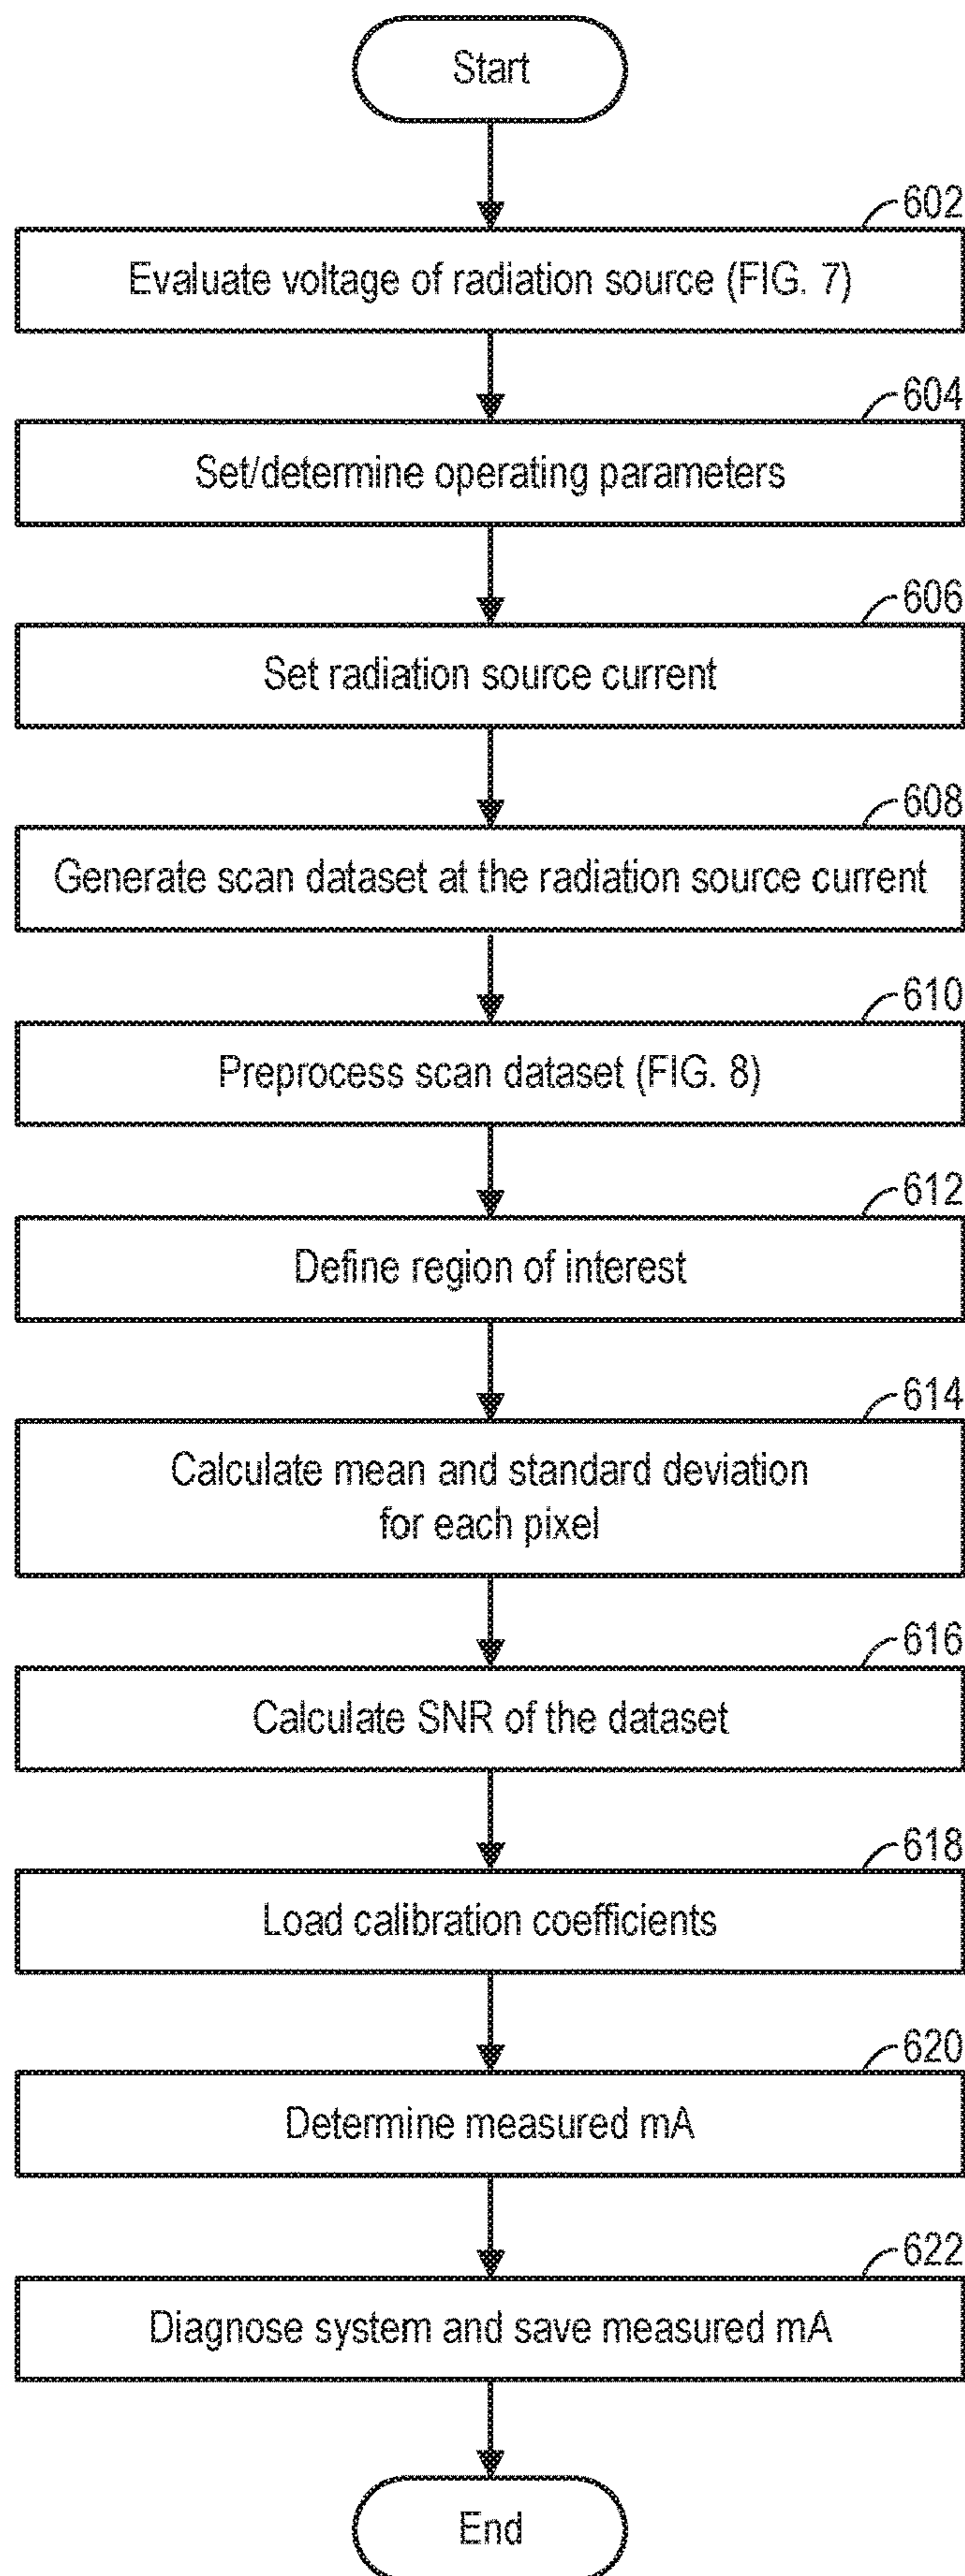 Start
602
Evaluate voltage of radiation source (FIG. 7)
604
Set/determine operating parameters
606
Set radiation source current
608
Generate scan dataset at the radiation source current
610
Preprocess scan dataset (FIG. 8)
612
Define region of interest
614
Calculate mean and standard deviation
for each pixel
616
Calculate SNR of the dataset
618
Load calibration coefficients
620
Determine measured mA
622
Diagnose system and save measured mA
End